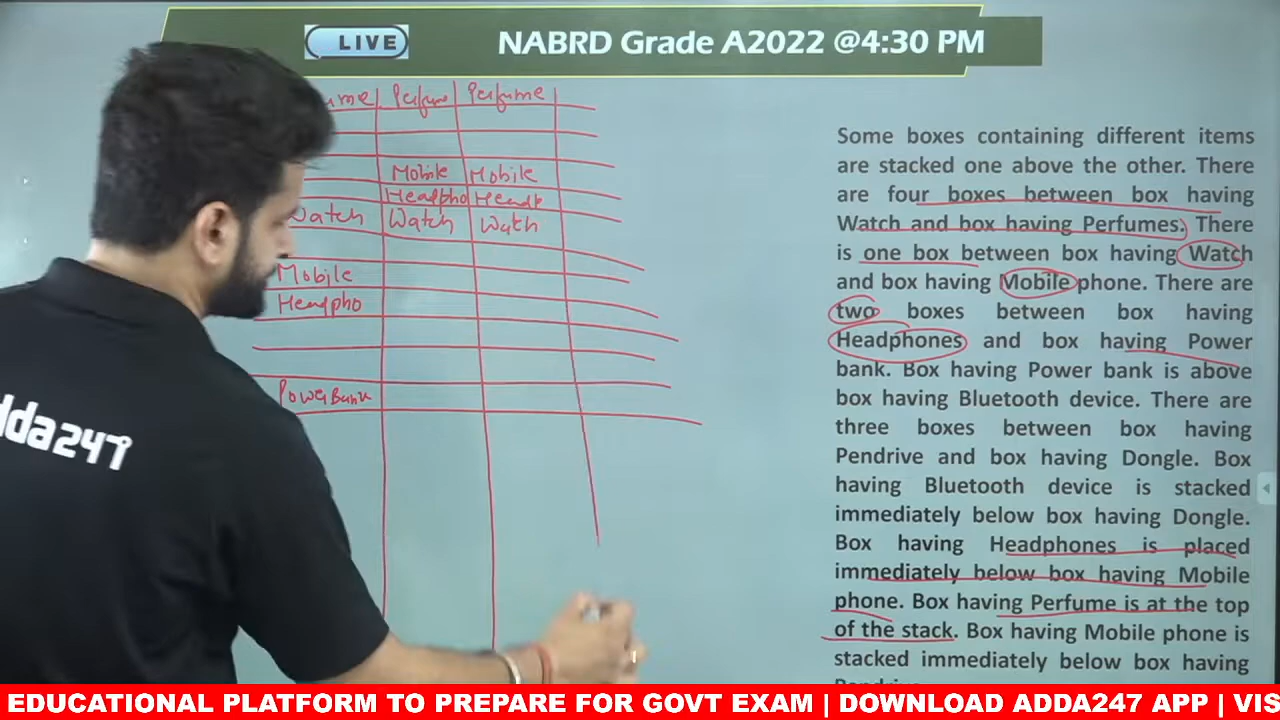 LIVE
NABRD Grade A2022 @4:30 PM
Perfume Perfume
Mobile Mobile
Headpho Headp
Watch Watch Watch
Mobile
Headpho
PowerBank
adda247
Some boxes containing different items
are stacked one above the other. There
are four boxes between box having
Watch and box having Perfumes. There
is one box between box having Watch
and box having Mobile phone. There are
two boxes between box having
Headphones and box having Power
bank. Box having Power bank is above
box having Bluetooth device. There are
three boxes between box having
Pendrive and box having Dongle. Box
having Bluetooth device is stacked
immediately below box having Dongle.
Box having Headphones is placed
immediately below box having Mobile
phone. Box having Perfume is at the top
of the stack. Box having Mobile phone is
stacked immediately below box having
EDUCATIONAL PLATFORM TO PREPARE FOR GOVT EXAM | DOWNLOAD ADDA247 APP | VIS